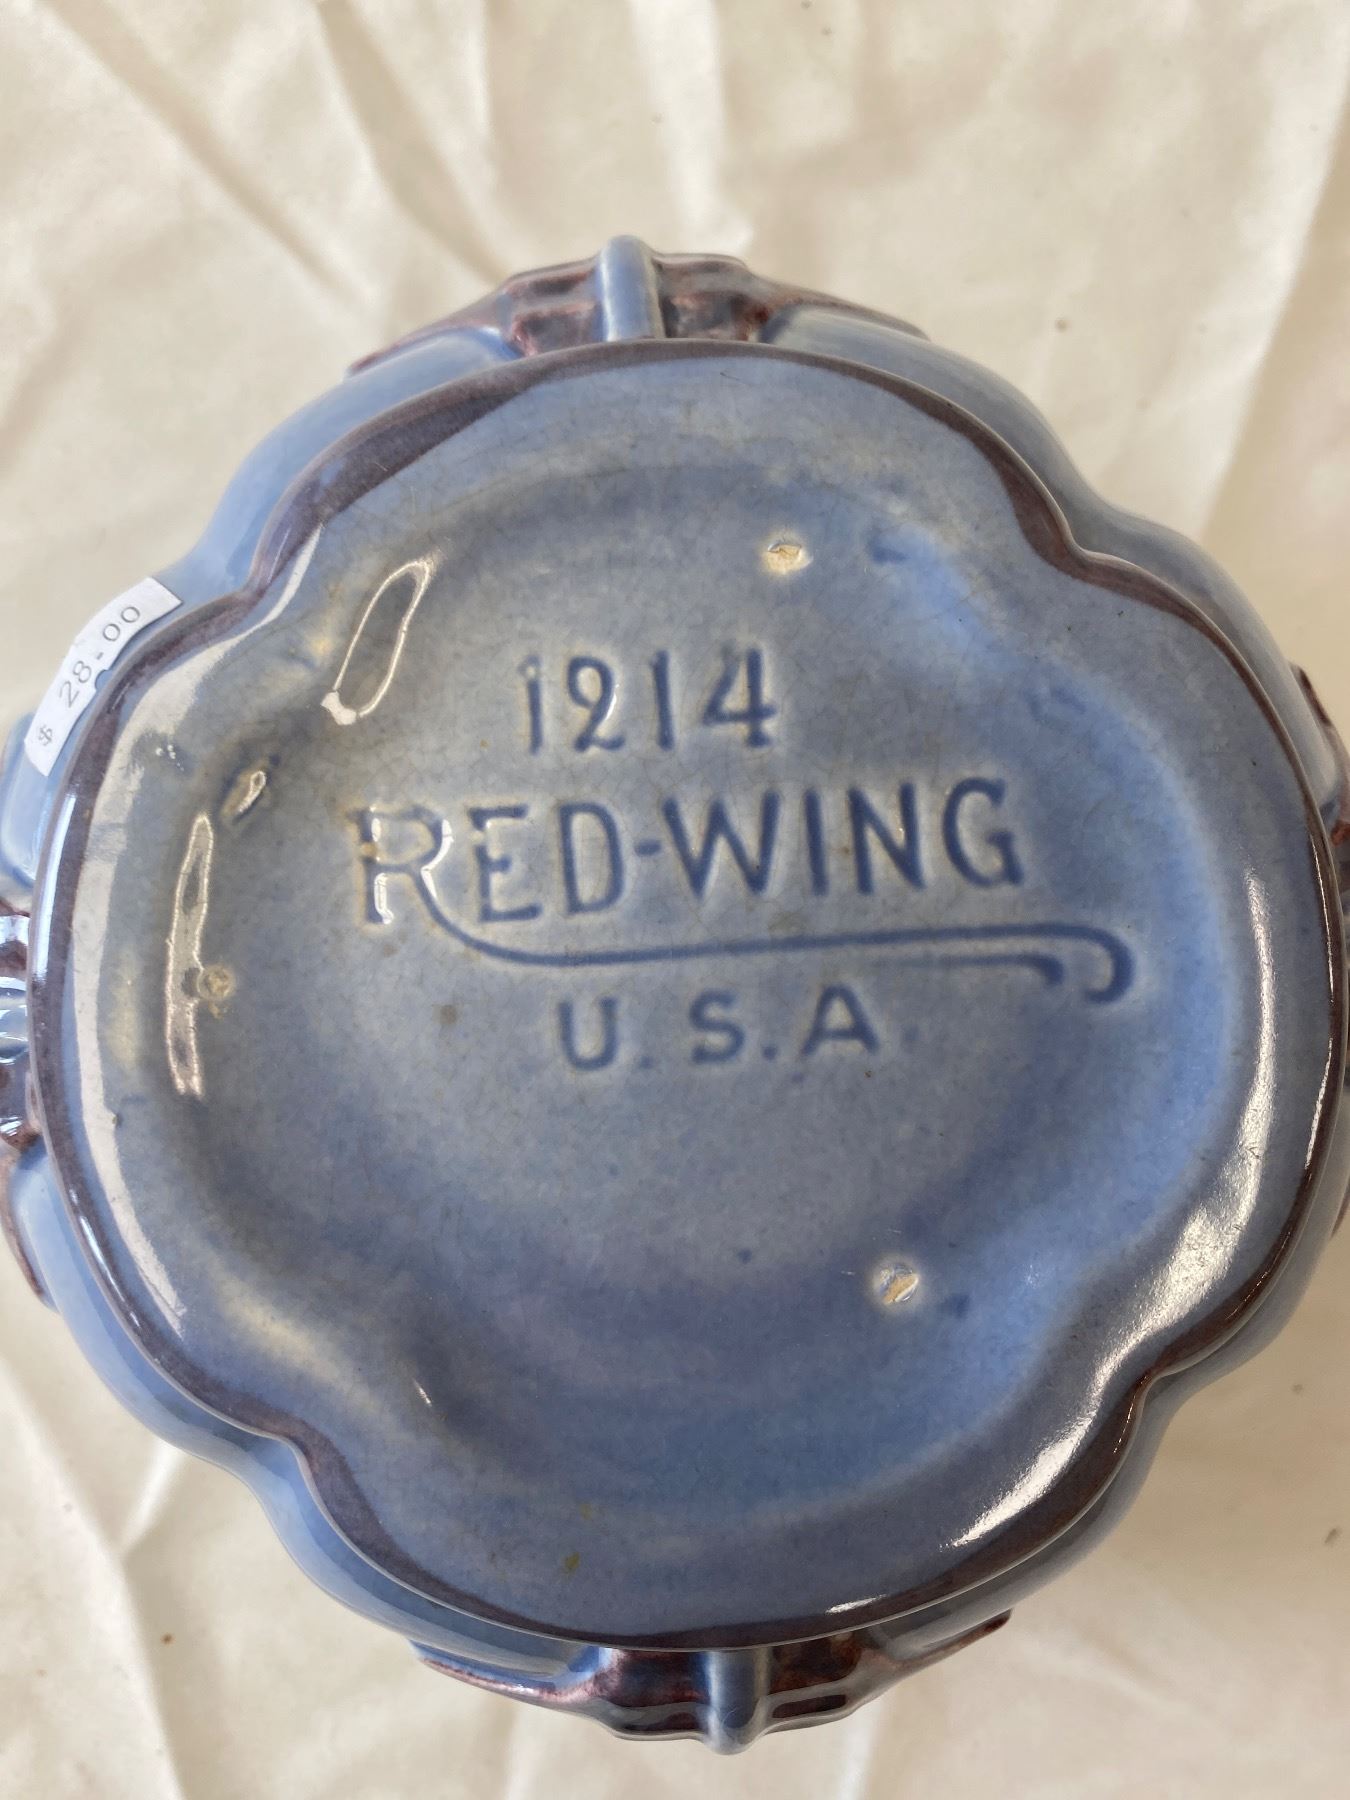 $ 28.00
1214
RED-WING
U.S.A.